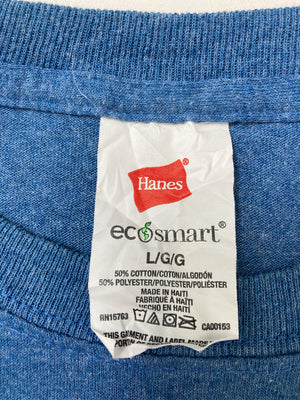 Hanes®
ecosmart®
L/G/G
50% COTTON/COTON/ALGODÓN
50% POLYESTER/POLYESTER/POLIÉSTER
MADE IN HAITI
FABRIQUÉ À HAÏTI
HECHO EN HAITÍ
RN15763 CA00153
THIS GARMENT AND LABEL MADE